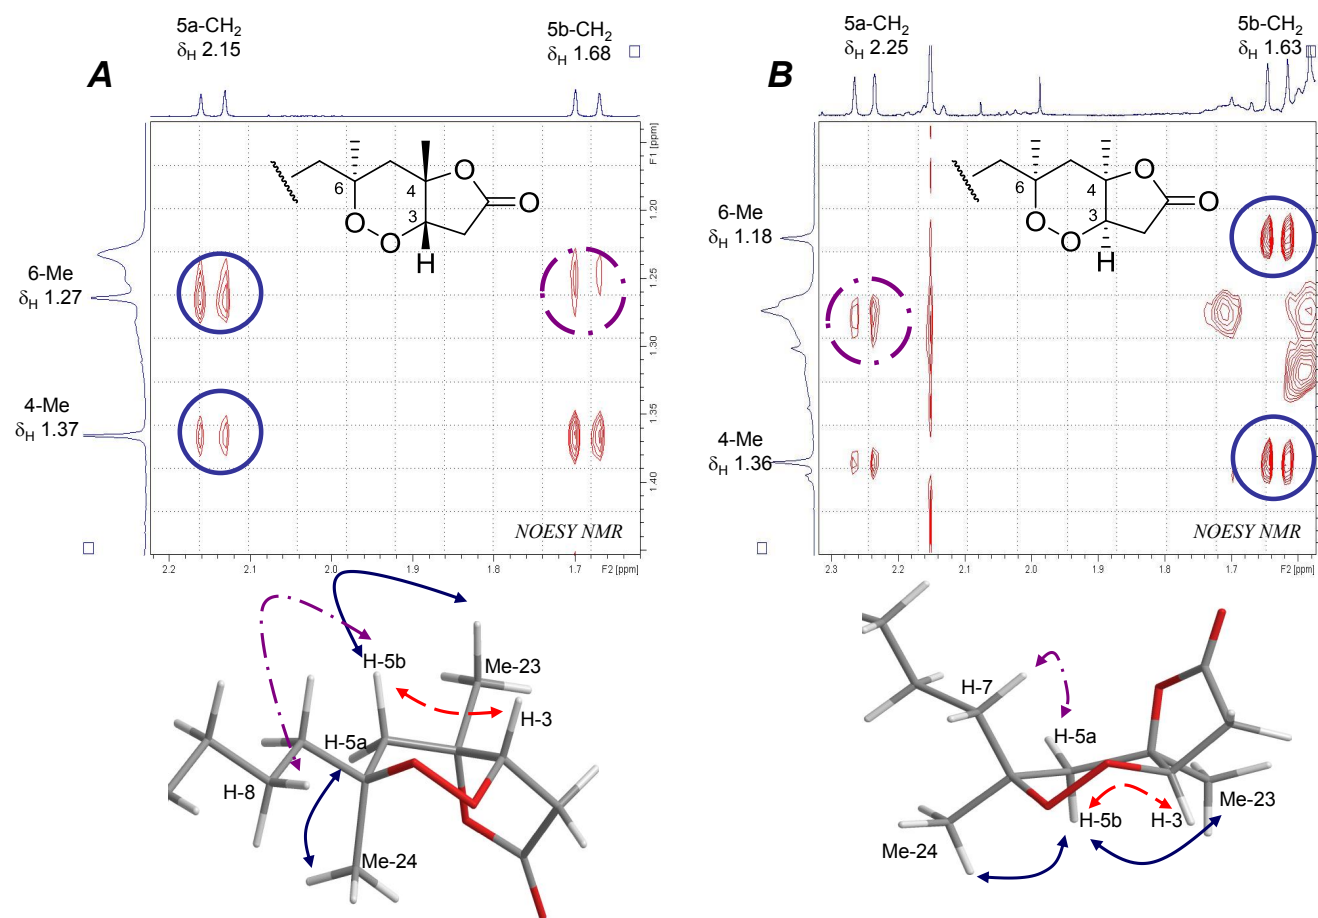 5a-CH2
δH 2.15
5b-CH2
δH 1.68
A
6
4
3
O
O
O
O
H
6-Me
δH 1.27
4-Me
δH 1.37
NOESY NMR
F1 [ppm]
1.20
1.25
1.30
1.35
1.40
2.2
2.1
2.0
1.9
1.8
1.7
F2 [ppm]
H-5b
Me-23
H-3
H-5a
H-8
Me-24
5a-CH2
δH 2.25
5b-CH2
δH 1.63
B
6
4
3
O
O
O
O
H
6-Me
δH 1.18
4-Me
δH 1.36
NOESY NMR
2.3
2.2
2.1
2.0
1.9
1.8
1.7
F2 [ppm]
H-7
H-5a
H-5b
H-3
Me-23
Me-24